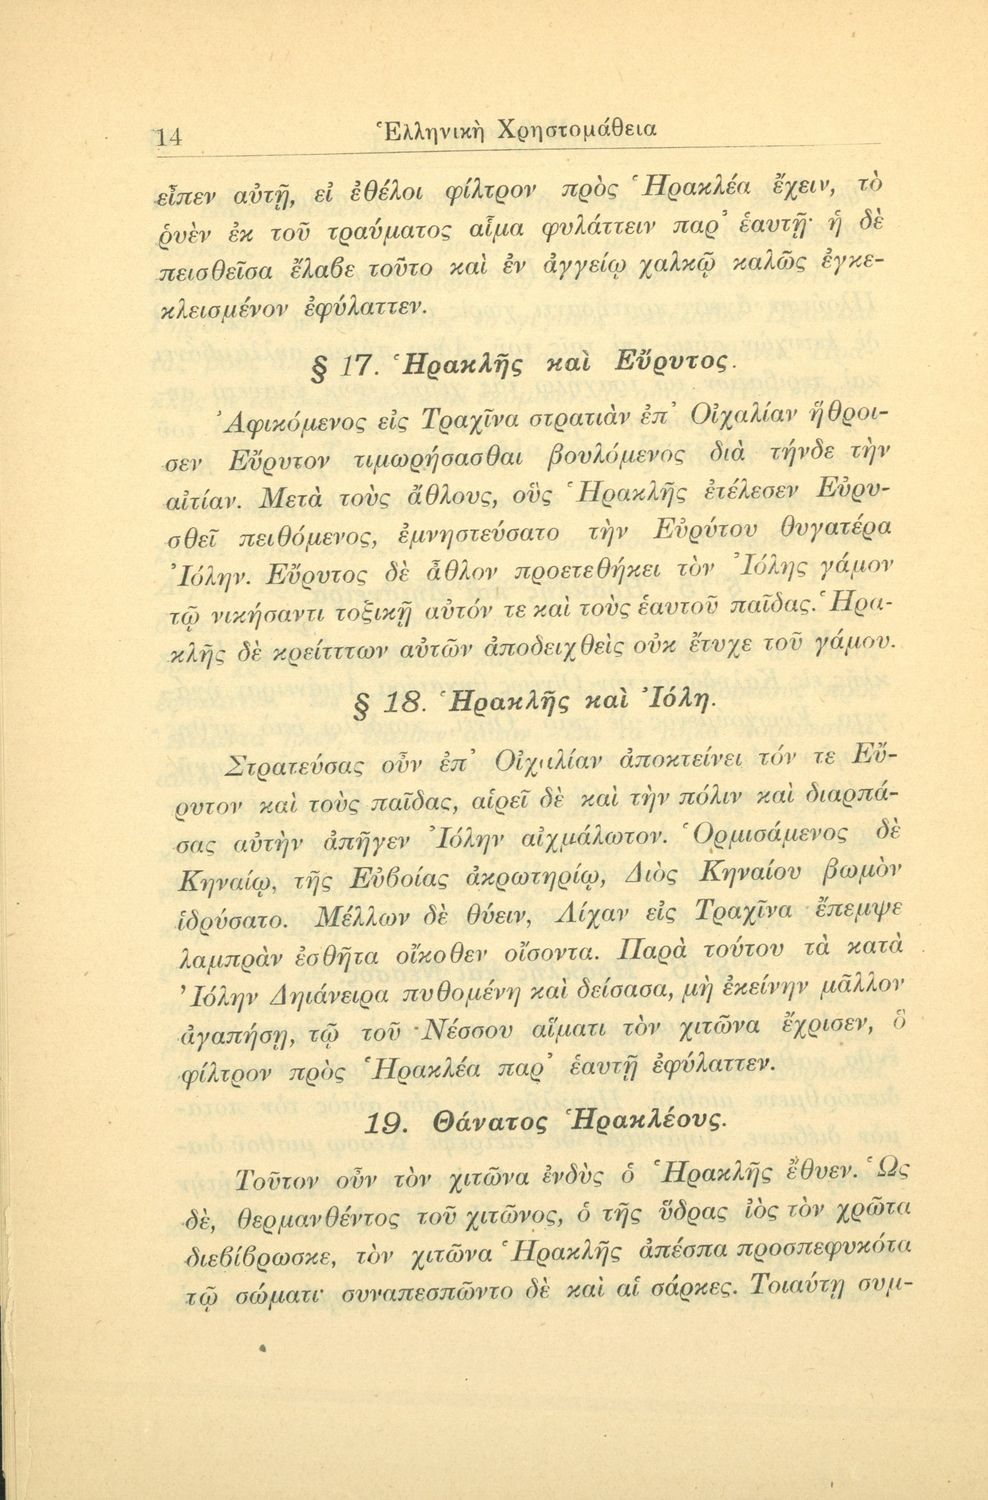 14
Ἑλληνικὴ Χρηστομάθεια
εἶπεν αὐτῇ, εἰ ἐθέλοι φίλτρον πρὸς Ἡρακλέα ἔχειν, τὸ
ῥυὲν ἐκ τοῦ τραύματος αἷμα φυλάττειν παρ᾽ ἑαυτῇ· ἡ δὲ
πεισθεῖσα ἔλαβε τοῦτο καὶ ἐν ἀγγείῳ χαλκῷ καλῶς ἐγκε-
κλεισμένον ἐφύλαττεν.
§ 17. Ἡρακλῆς καὶ Εὔρυτος.
Ἀφικόμενος εἰς Τραχῖνα στρατιὰν ἐπ᾽ Οἰχαλίαν ἤθροι-
σεν Εὔρυτον τιμωρήσασθαι βουλόμενος διὰ τήνδε τὴν
αἰτίαν. Μετὰ τοὺς ἄθλους, οὓς Ἡρακλῆς ἐτέλεσεν Εὐρυ-
σθεῖ πειθόμενος, ἐμνηστεύσατο τὴν Εὐρύτου θυγατέρα
Ἰόλην. Εὔρυτος δὲ ἆθλον προετεθήκει τὸν Ἰόλης γάμον
τῷ νικήσαντι τοξικῇ αὐτόν τε καὶ τοὺς ἑαυτοῦ παῖδας. Ἡρα-
κλῆς δὲ κρείτττων αὐτῶν ἀποδειχθεὶς οὐκ ἔτυχε τοῦ γάμου.
§ 18. Ἡρακλῆς καὶ Ἰόλη.
Στρατεύσας οὖν ἐπ᾽ Οἰχαλίαν ἀποκτείνει τόν τε Εὔ-
ρυτον καὶ τοὺς παῖδας, αἱρεῖ δὲ καὶ τὴν πόλιν καὶ διαρπά-
σας αὐτὴν ἀπῆγεν Ἰόλην αἰχμάλωτον. Ὁρμισάμενος δὲ
Κηναίῳ, τῆς Εὐβοίας ἀκρωτηρίῳ, Διὸς Κηναίου βωμὸν
ἱδρύσατο. Μέλλων δὲ θύειν, Λίχαν εἰς Τραχῖνα ἔπεμψε
λαμπρὰν ἐσθῆτα οἴκοθεν οἴσοντα. Παρὰ τούτου τὰ κατὰ
Ἰόλην Δηιάνειρα πυθομένη καὶ δείσασα, μὴ ἐκείνην μᾶλλον
ἀγαπήσῃ, τῷ τοῦ Νέσσου αἵματι τὸν χιτῶνα ἔχρισεν, ὃ
φίλτρον πρὸς Ἡρακλέα παρ᾽ ἑαυτῇ ἐφύλαττεν.
19. Θάνατος Ἡρακλέους.
Τοῦτον οὖν τὸν χιτῶνα ἐνδὺς ὁ Ἡρακλῆς ἔθυεν. Ὡς
δὲ, θερμανθέντος τοῦ χιτῶνος, ὁ τῆς ὕδρας ἰὸς τὸν χρῶτα
διεβίβρωσκε, τὸν χιτῶνα Ἡρακλῆς ἀπέσπα προσπεφυκότα
τῷ σώματι· συναπεσπῶντο δὲ καὶ αἱ σάρκες. Τοιαύτῃ συμ-